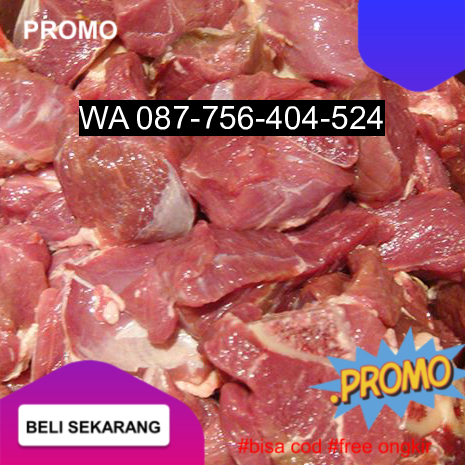 PROMO
WA 087-756-404-524
.PROMO
BELI SEKARANG
#bisa cod #free ongkir